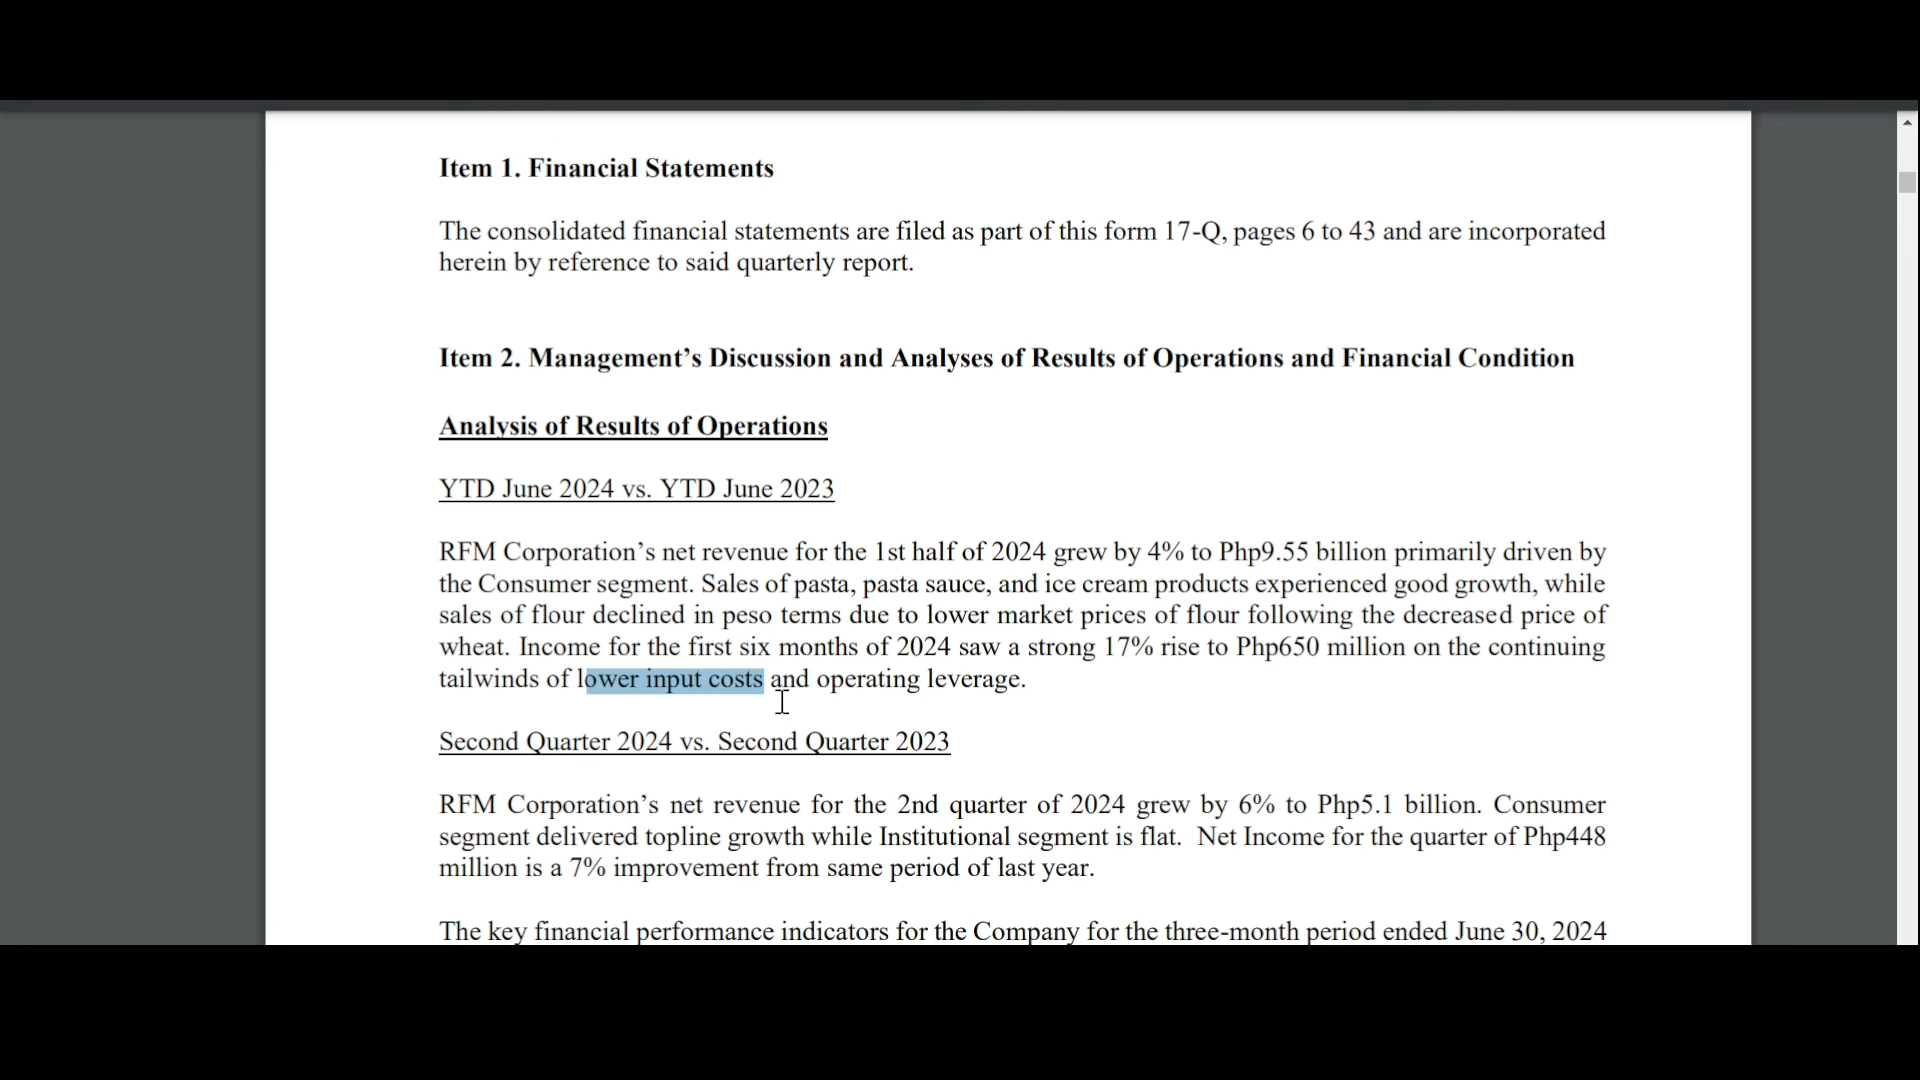 Item 1. Financial Statements
The consolidated financial statements are filed as part of this form 17-Q, pages 6 to 43 and are incorporated
herein by reference to said quarterly report.
Item 2. Management’s Discussion and Analyses of Results of Operations and Financial Condition
Analysis of Results of Operations
YTD June 2024 vs. YTD June 2023
RFM Corporation’s net revenue for the 1st half of 2024 grew by 4% to Php9.55 billion primarily driven by
the Consumer segment. Sales of pasta, pasta sauce, and ice cream products experienced good growth, while
sales of flour declined in peso terms due to lower market prices of flour following the decreased price of
wheat. Income for the first six months of 2024 saw a strong 17% rise to Php650 million on the continuing
tailwinds of lower input costs and operating leverage.
Second Quarter 2024 vs. Second Quarter 2023
RFM Corporation’s net revenue for the 2nd quarter of 2024 grew by 6% to Php5.1 billion. Consumer
segment delivered topline growth while Institutional segment is flat. Net Income for the quarter of Php448
million is a 7% improvement from same period of last year.
The key financial performance indicators for the Company for the three-month period ended June 30, 2024